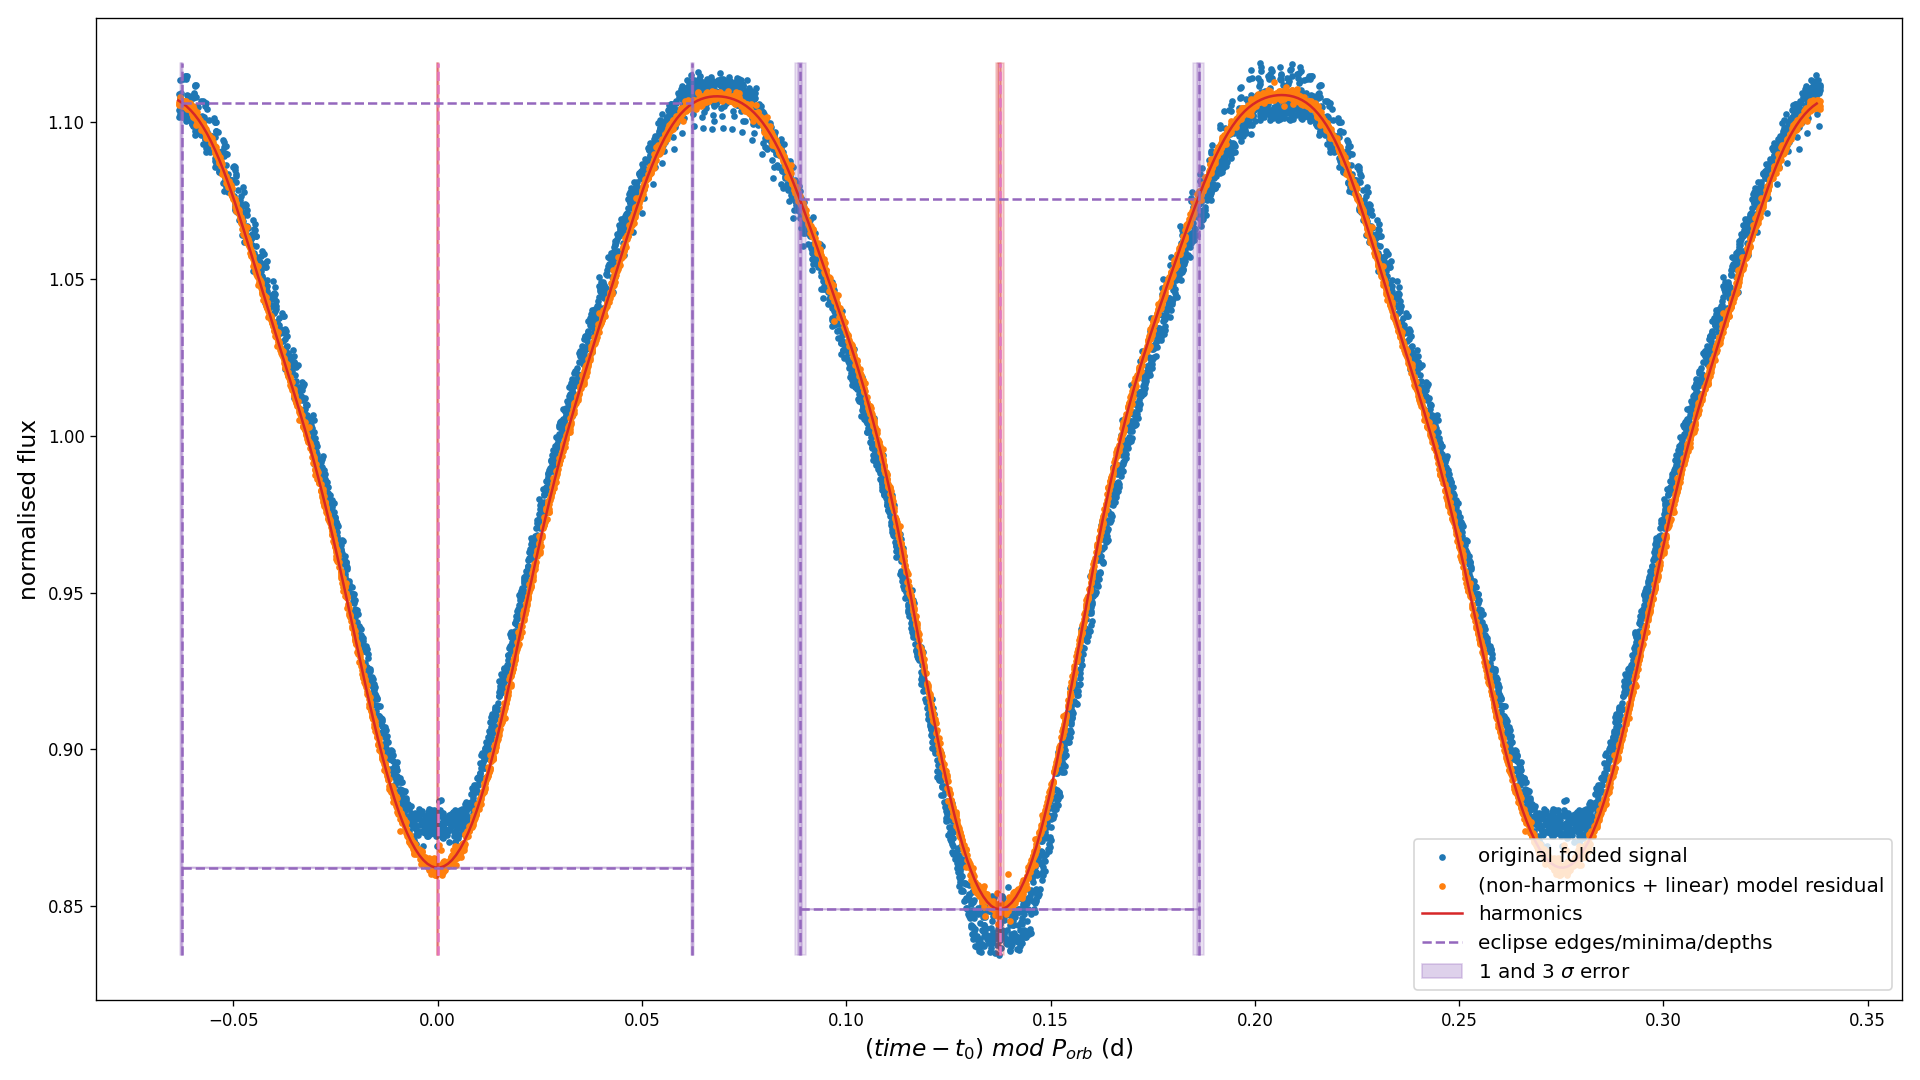 normalised flux
1.10
1.05
1.00
0.95
0.90
0.85
−0.05
0.00
0.05
0.10
0.15
0.20
0.25
0.30
0.35
(time − t₀) mod P_orb (d)
original folded signal
(non-harmonics + linear) model residual
harmonics
eclipse edges/minima/depths
1 and 3 σ error